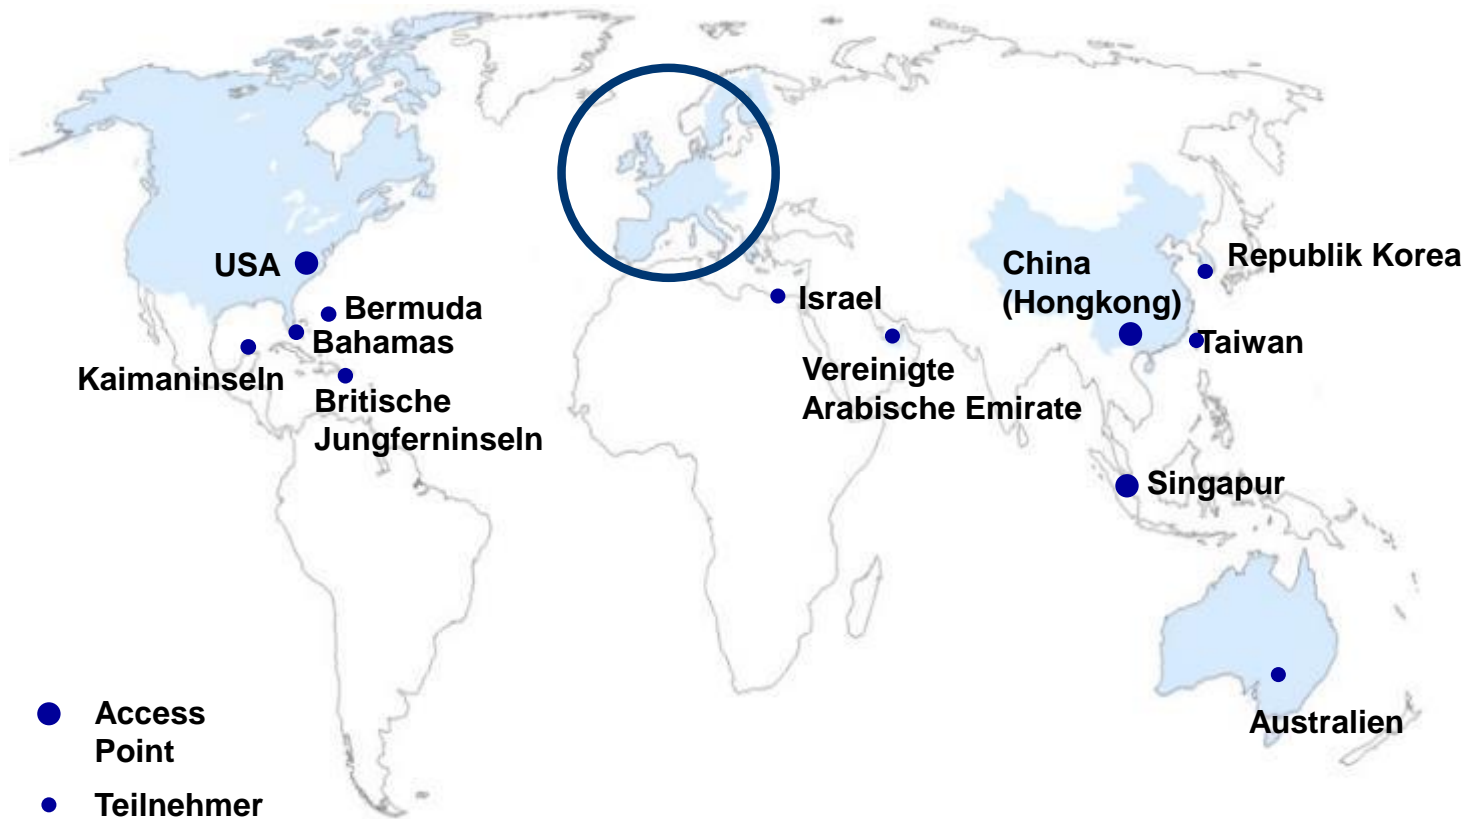 USA
Bermuda
Bahamas
Kaimaninseln
Britische
Jungferninseln
Israel
Vereinigte
Arabische Emirate
China
(Hongkong)
Republik Korea
Taiwan
Singapur
Australien
Access
Point
Teilnehmer